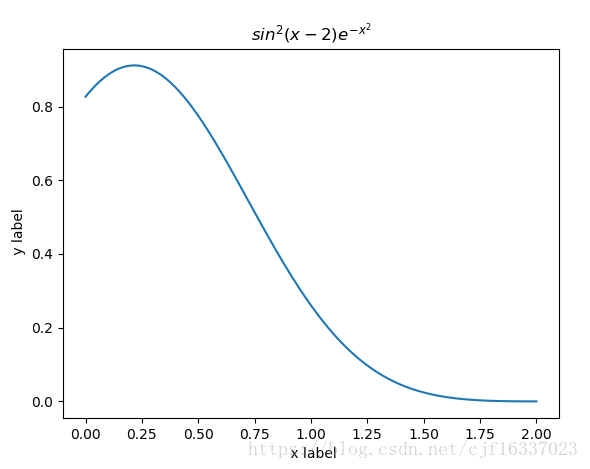 sin²(x − 2)e^{−x²}
0.8
0.6
0.4
0.2
0.0
y label
0.00 0.25 0.50 0.75 1.00 1.25 1.50 1.75 2.00
x label
https://blog.csdn.net/cjf16337023